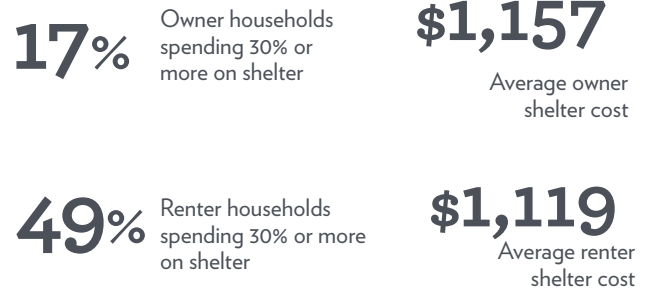 17%
Owner households
spending 30% or
more on shelter
$1,157
Average owner
shelter cost
49%
Renter households
spending 30% or more
on shelter
$1,119
Average renter
shelter cost